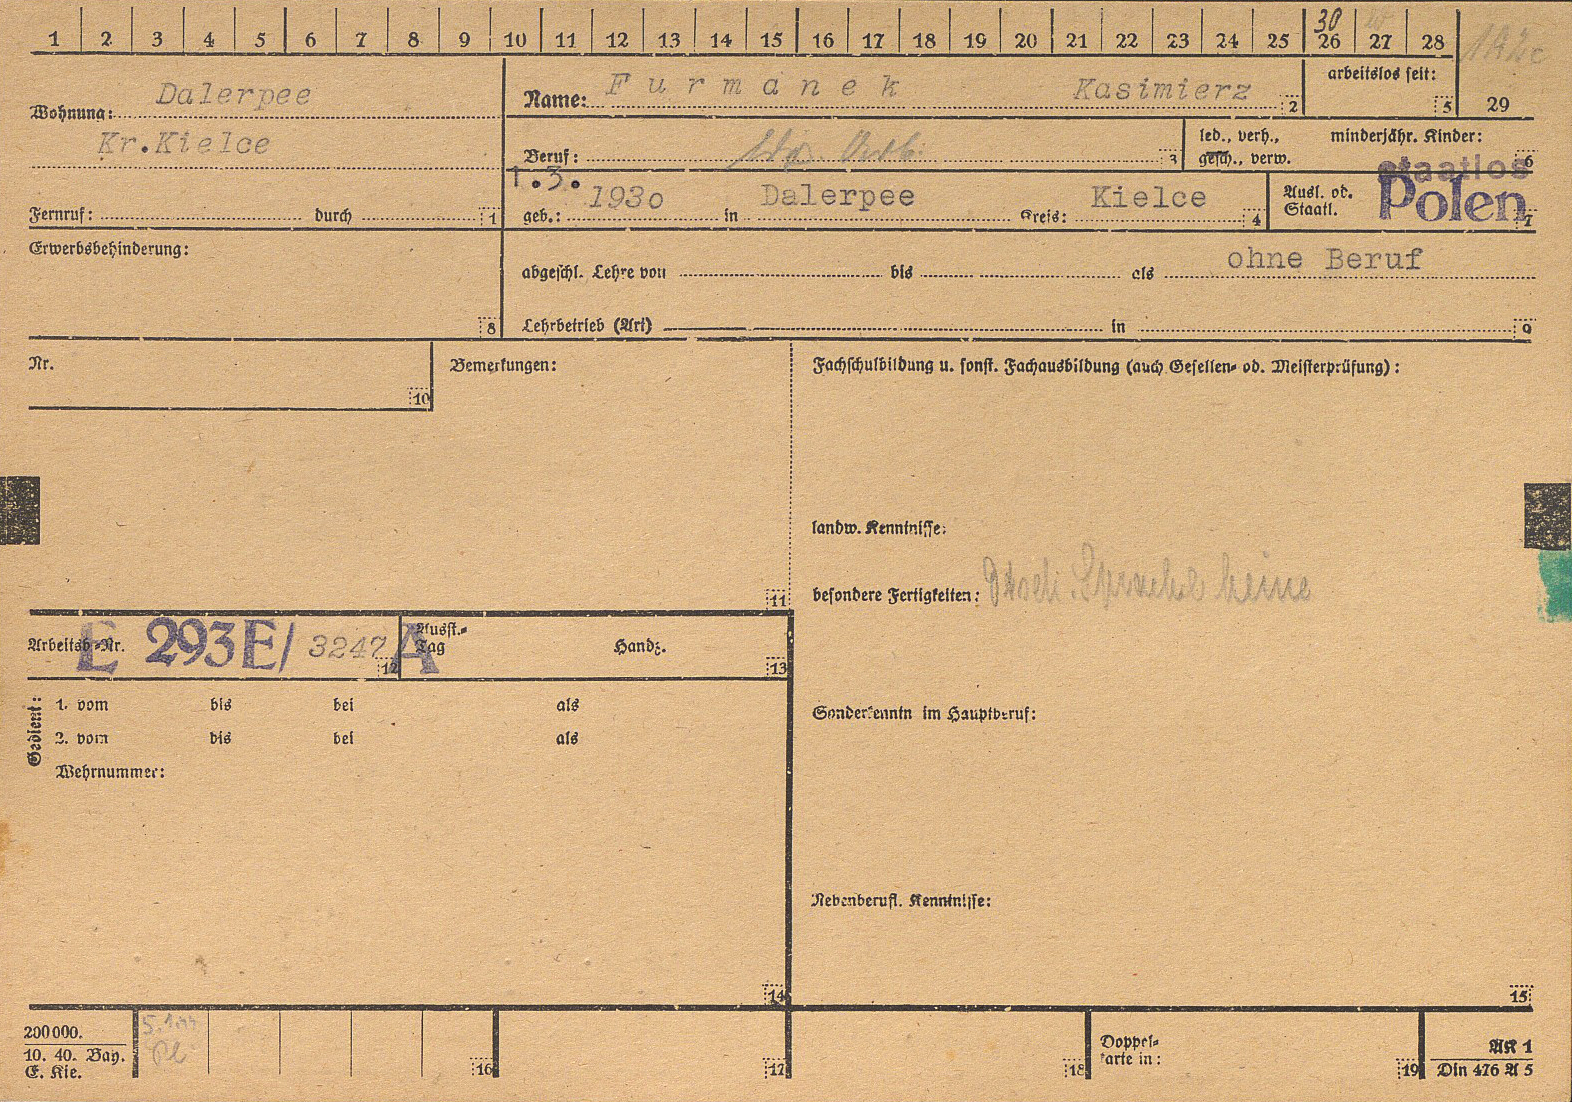 1 2 3 4 5 6 7 8 9 10 11 12 13 14 15 16 17 18 19 20 21 22 23 24 25 26 27 28
30
Wohnung: Dalerpee
Kr.Kielce
Fernruf: durch 1
Name: Furmanek Kasimierz 2
arbeitslos seit: 5
29
Beruf: 3
led., verh., gesch., verw.
minderjähr. Kinder: 6
1.3.
geb.: 1930 in Dalerpee Kreis: Kielce 4
Ausl. od. Staatl. staatlos Polen 7
Erwerbsbehinderung:
8
abgeschl. Lehre von bis als ohne Beruf
Lehrbetrieb (Art) in 9
Nr.
10
Bemerkungen:
11
Fachschulbildung u. sonst. Fachausbildung (auch Gesellen- od. Meisterprüfung):
landw. Kenntnisse:
besondere Fertigkeiten: Dtsch. Sprache keine
Arbeitsb-Nr. E 293E/ 3247 12
A Ausst.-Tag Handz. 13
Gedient:
1. vom bis bei als
2. vom bis bei als
Wehrnummer:
14
Sonderkenntn im Hauptberuf:
Nebenberufl. Kenntnisse:
15
200000.
10. 40. Bay.
E. Kie.
16
17
18
Doppel-
karte in:
19
AK 1
Din 476 A 5